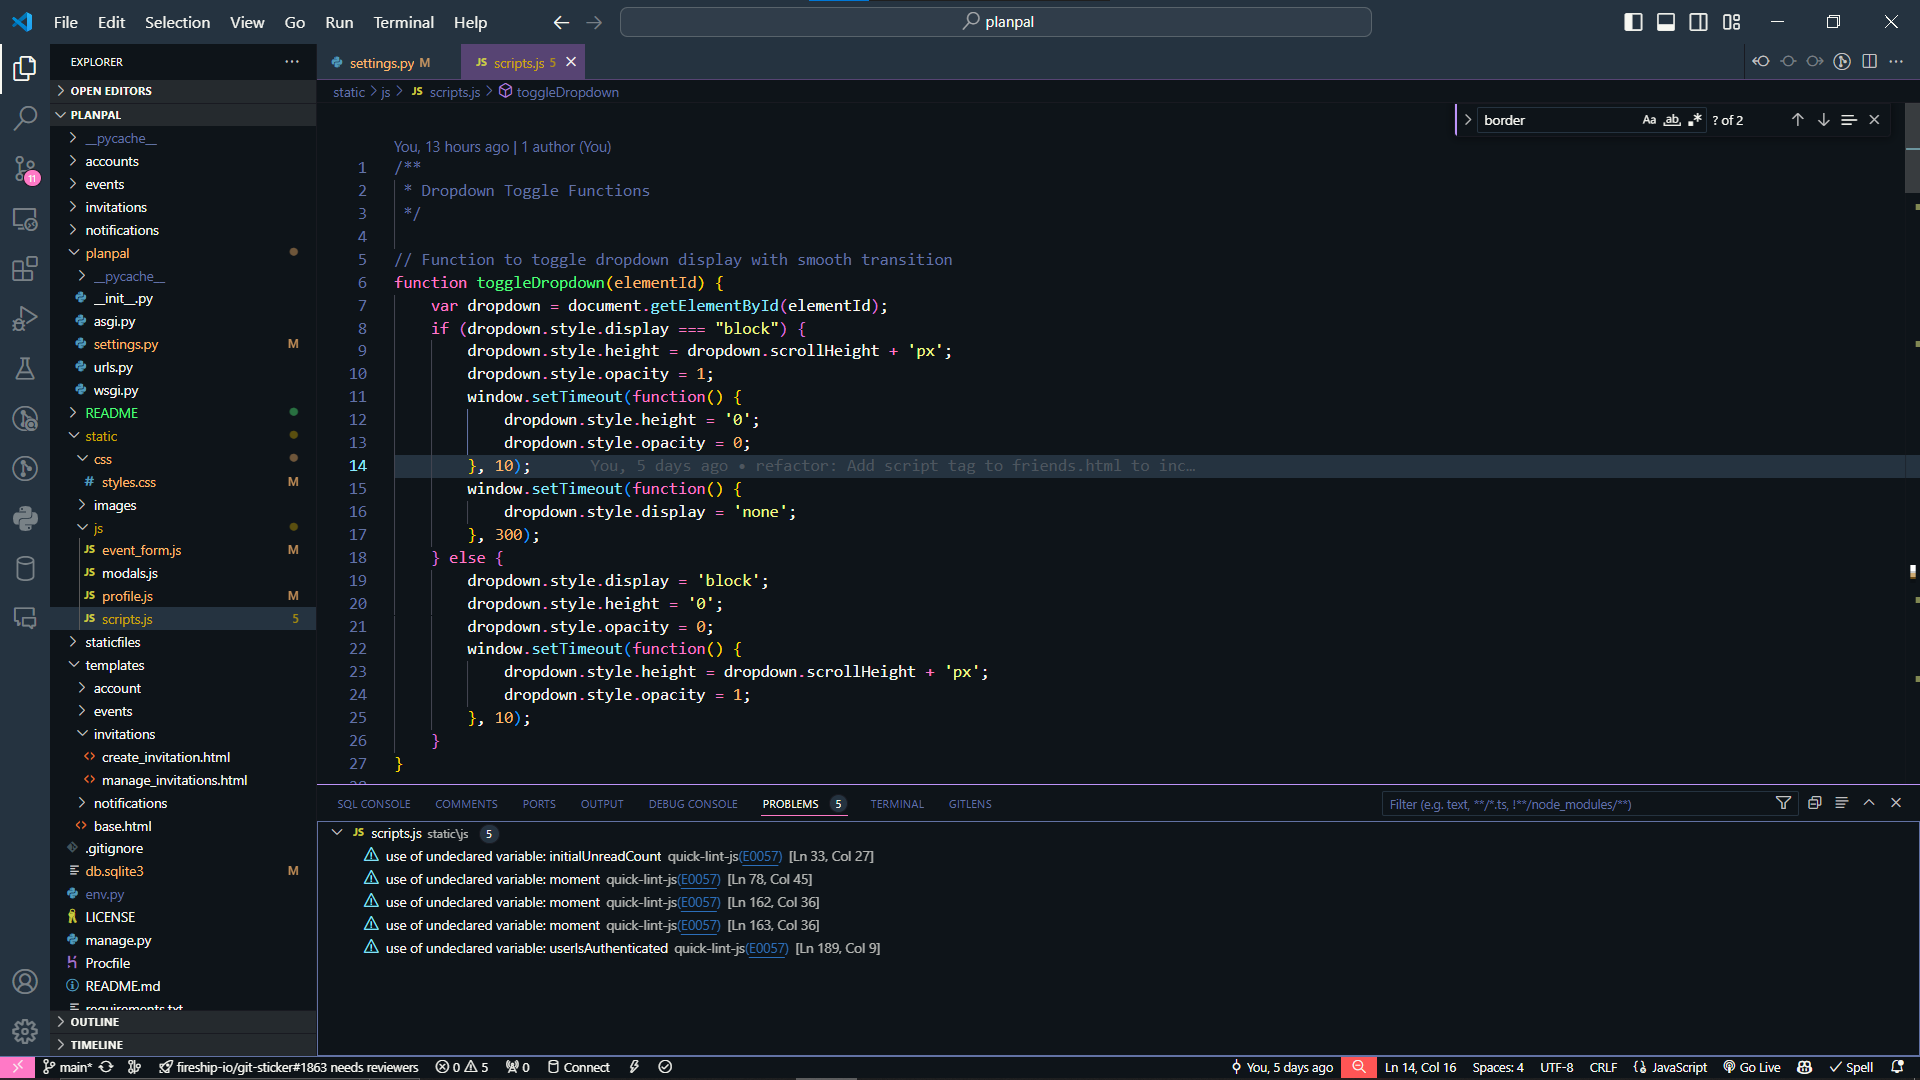 File Edit Selection View Go Run Terminal Help
planpal
EXPLORER
OPEN EDITORS
PLANPAL
__pycache__
accounts
events
invitations
notifications
planpal
__pycache__
__init__.py
asgi.py
settings.py M
urls.py
wsgi.py
README
static
css
# styles.css M
images
js
JS event_form.js M
JS modals.js
JS profile.js M
JS scripts.js 5
staticfiles
templates
account
events
invitations
<> create_invitation.html
<> manage_invitations.html
notifications
<> base.html
.gitignore
db.sqlite3 M
env.py
LICENSE
manage.py
Procfile
README.md
requirements.txt
OUTLINE
TIMELINE
11
settings.py M
JS scripts.js 5
static > js > JS scripts.js > toggleDropdown
border Aa ab ? of 2
You, 13 hours ago | 1 author (You)
1 /**
2 * Dropdown Toggle Functions
3 */
4
5 // Function to toggle dropdown display with smooth transition
6 function toggleDropdown(elementId) {
7 var dropdown = document.getElementById(elementId);
8 if (dropdown.style.display === "block") {
9 dropdown.style.height = dropdown.scrollHeight + 'px';
10 dropdown.style.opacity = 1;
11 window.setTimeout(function() {
12 dropdown.style.height = '0';
13 dropdown.style.opacity = 0;
14 }, 10); You, 5 days ago • refactor: Add script tag to friends.html to inc…
15 window.setTimeout(function() {
16 dropdown.style.display = 'none';
17 }, 300);
18 } else {
19 dropdown.style.display = 'block';
20 dropdown.style.height = '0';
21 dropdown.style.opacity = 0;
22 window.setTimeout(function() {
23 dropdown.style.height = dropdown.scrollHeight + 'px';
24 dropdown.style.opacity = 1;
25 }, 10);
26 }
27 }
28
SQL CONSOLE COMMENTS PORTS OUTPUT DEBUG CONSOLE PROBLEMS 5 TERMINAL GITLENS
Filter (e.g. text, **/*.ts, !**/node_modules/**)
JS scripts.js static\js 5
use of undeclared variable: initialUnreadCount quick-lint-js(E0057) [Ln 33, Col 27]
use of undeclared variable: moment quick-lint-js(E0057) [Ln 78, Col 45]
use of undeclared variable: moment quick-lint-js(E0057) [Ln 162, Col 36]
use of undeclared variable: moment quick-lint-js(E0057) [Ln 163, Col 36]
use of undeclared variable: userIsAuthenticated quick-lint-js(E0057) [Ln 189, Col 9]
main* fireship-io/git-sticker#1863 needs reviewers 0 5 0 Connect You, 5 days ago Ln 14, Col 16 Spaces: 4 UTF-8 CRLF {} JavaScript Go Live Spell